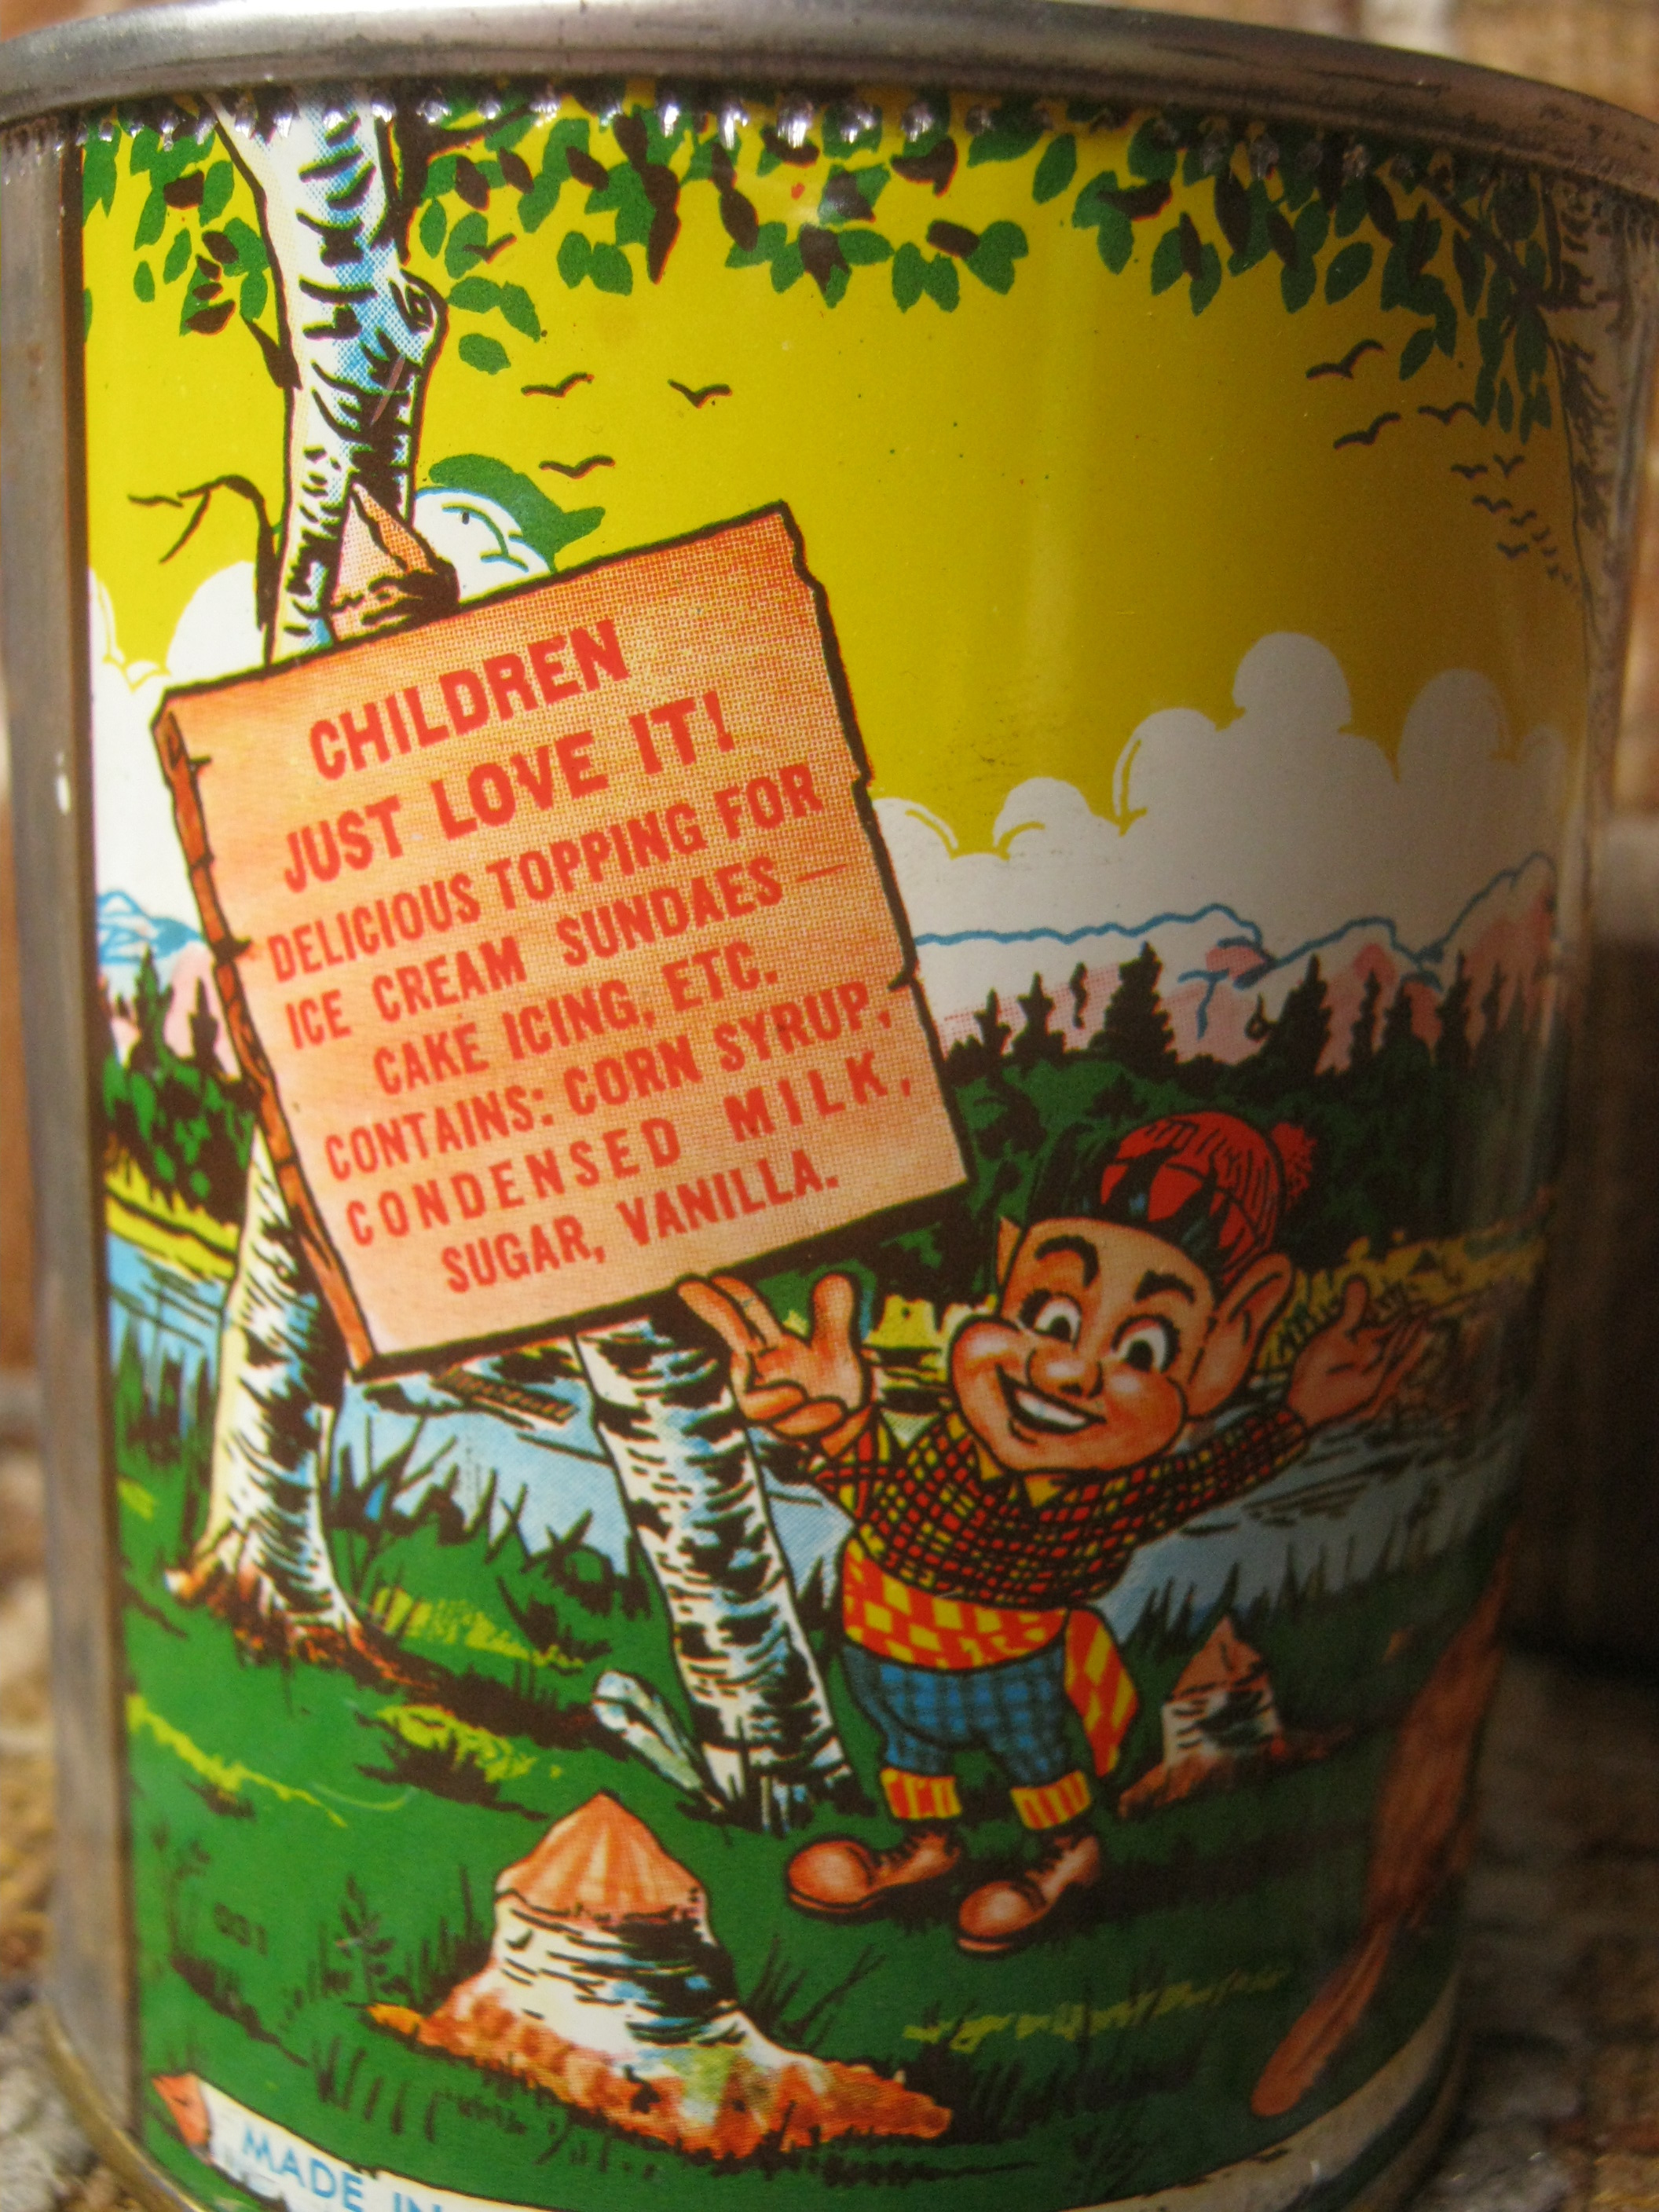 CHILDREN
JUST LOVE IT!
DELICIOUS TOPPING FOR
ICE CREAM SUNDAES —
CAKE ICING, ETC.
CONTAINS: CORN SYRUP,
CONDENSED MILK,
SUGAR, VANILLA.
MADE IN